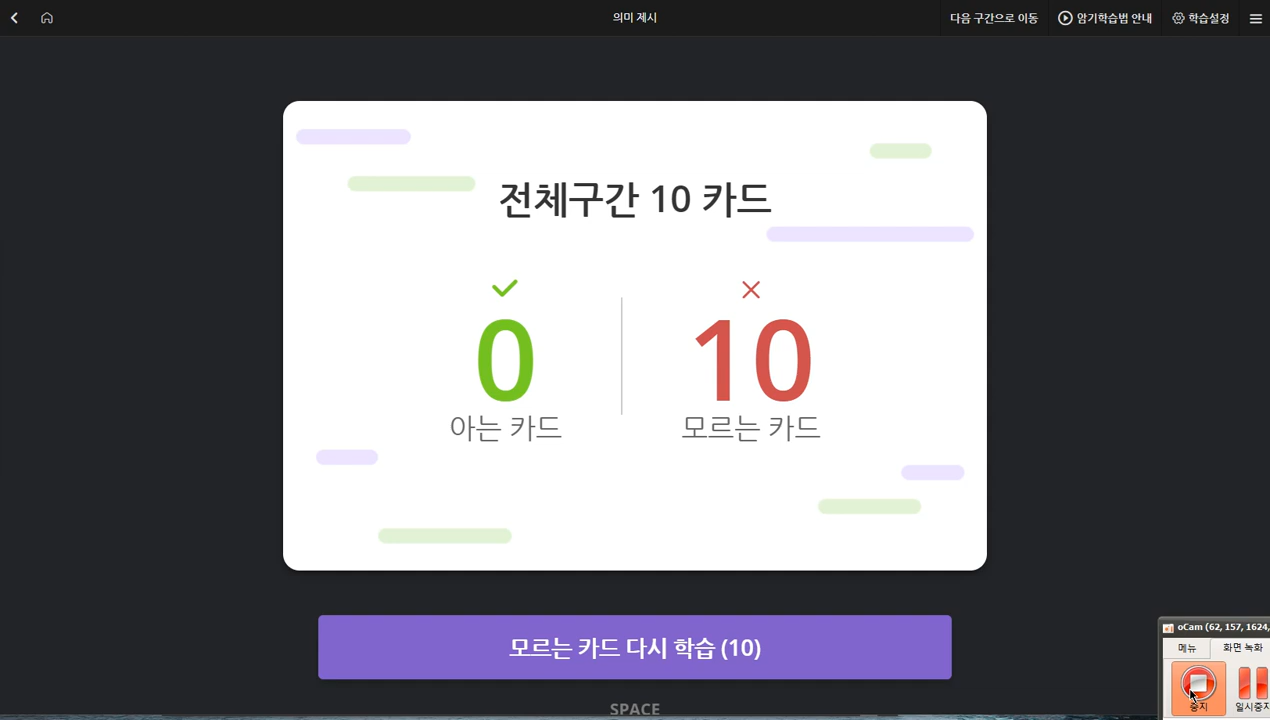 의미 제시
다음 구간으로 이동
암기학습법 안내
학습설정
전체구간 10 카드
0
아는 카드
10
모르는 카드
모르는 카드 다시 학습 (10)
SPACE
oCam (62, 157, 1624,
메뉴
화면 녹화
중지
일시중지